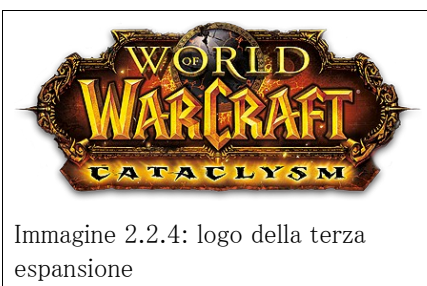 WORLD
OF
WARCRAFT
CATACLYSM
Immagine 2.2.4: logo della terza
espansione